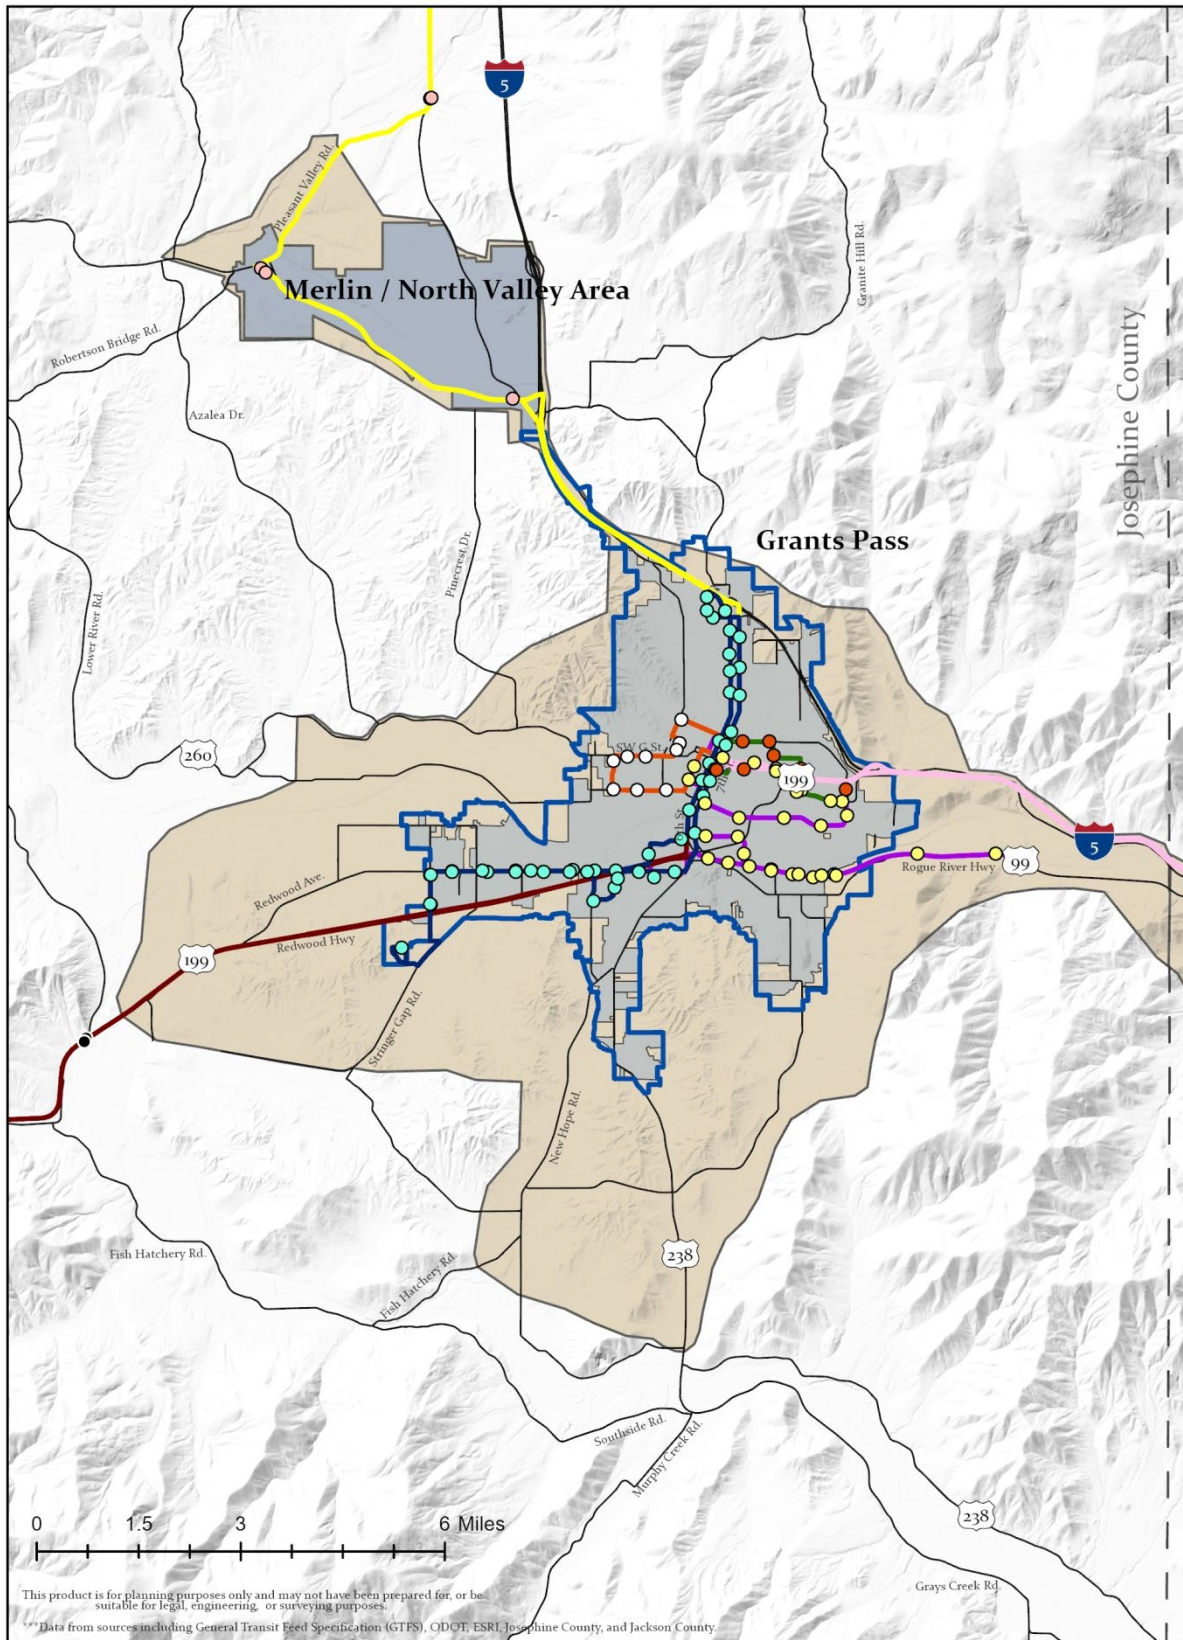 5
Pleasant Valley Rd.
Granite Hill Rd.
Merlin / North Valley Area
Robertson Bridge Rd.
Josephine County
Azalea Dr.
Grants Pass
Pinecrest Dr.
Lower River Rd.
SW G St.
260
7th
199
6th St
5
99
Rogue River Hwy
Redwood Ave.
Redwood Hwy
199
Stringer Gap Rd.
New Hope Rd.
Fish Hatchery Rd.
238
Fish Hatchery Rd.
Southside Rd.
Murphy Creek Rd.
238
0 1.5 3 6 Miles
Grays Creek Rd.
This product is for planning purposes only and may not have been prepared for, or be
suitable for legal, engineering, or surveying purposes.
***Data from sources including General Transit Feed Specification (GTFS), ODOT, ESRI, Josephine County, and Jackson County.